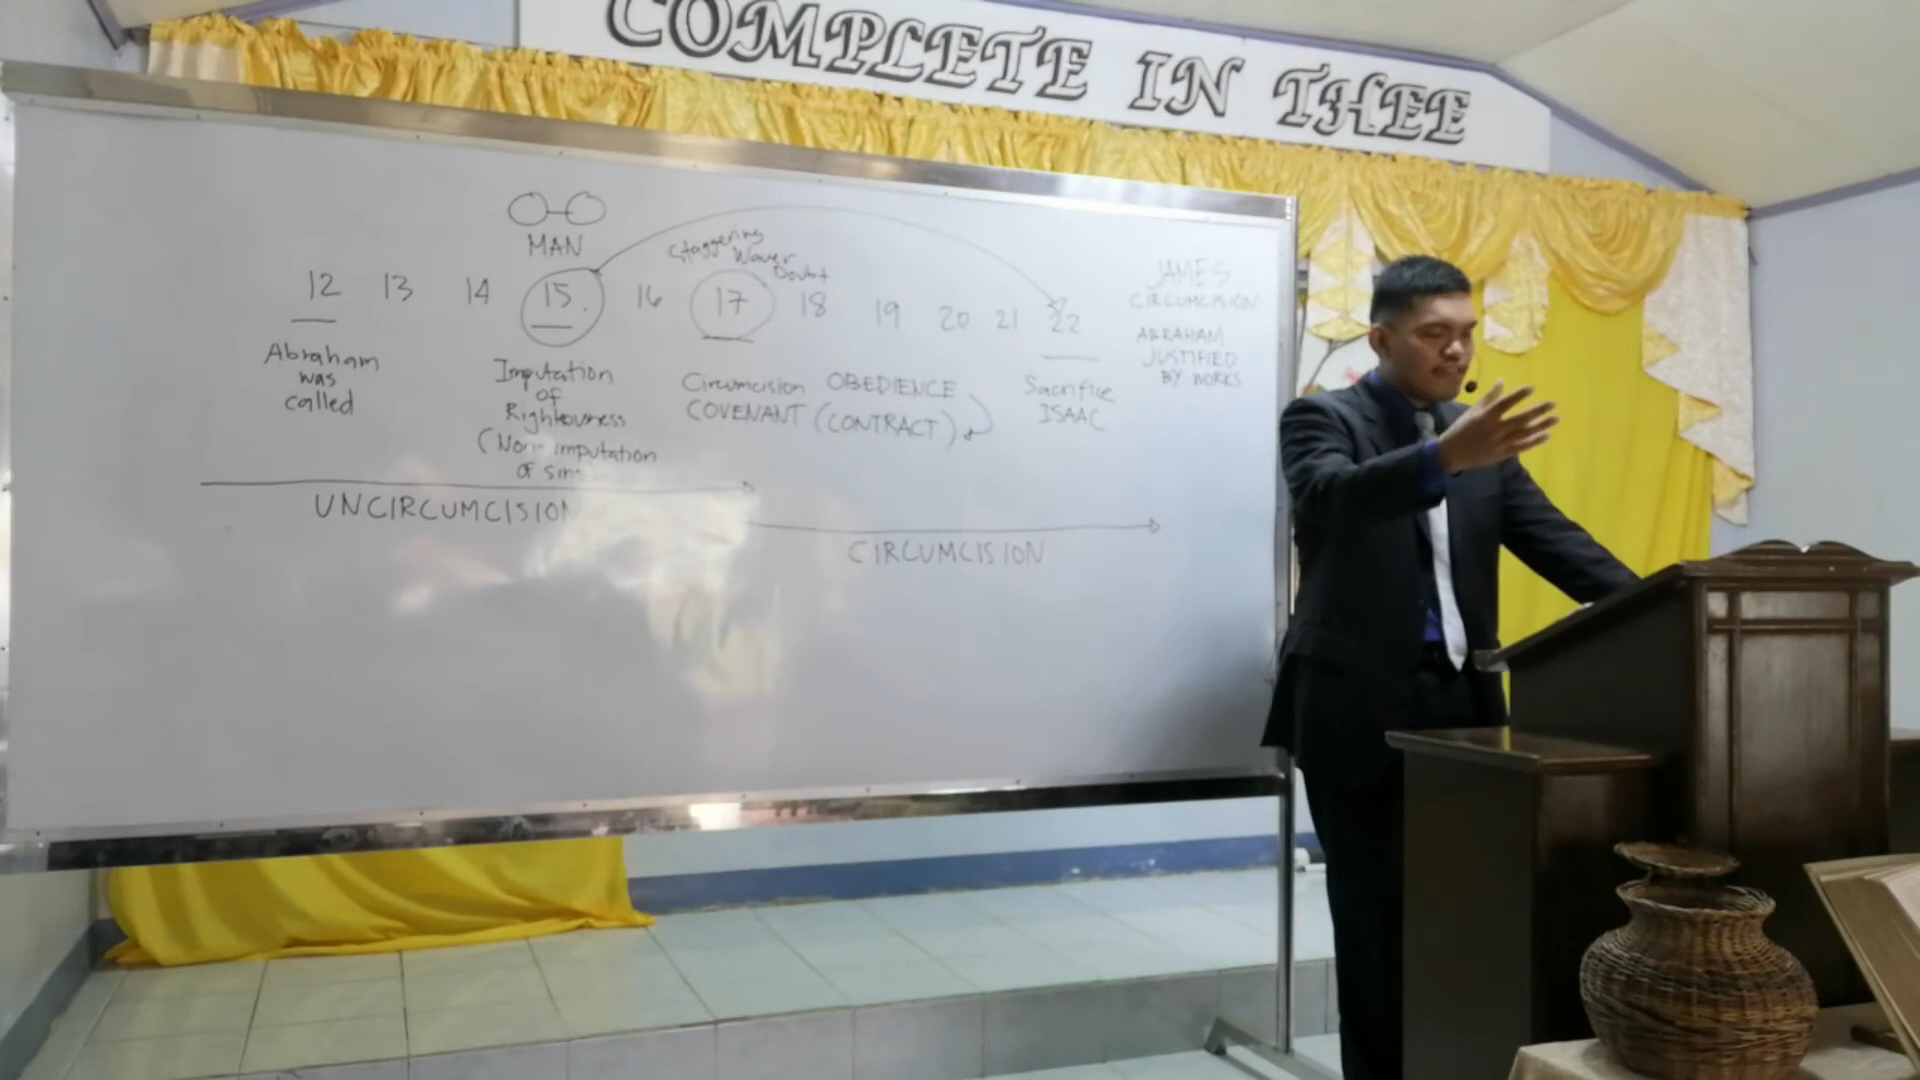 COMPLETE IN THEE
MAN
Staggering
Waver
Doubt
12 13 14 15. 16 17 18 19 20 21 22
Abraham
was
called
Imputation
of
Righteousness
(Non-imputation
of sin
Circumcision OBEDIENCE
COVENANT (CONTRACT)
Sacrifice
ISAAC
JAMES
CIRCUMCISION
ABRAHAM
JUSTIFIED
BY WORKS
UNCIRCUMCISION
CIRCUMCISION